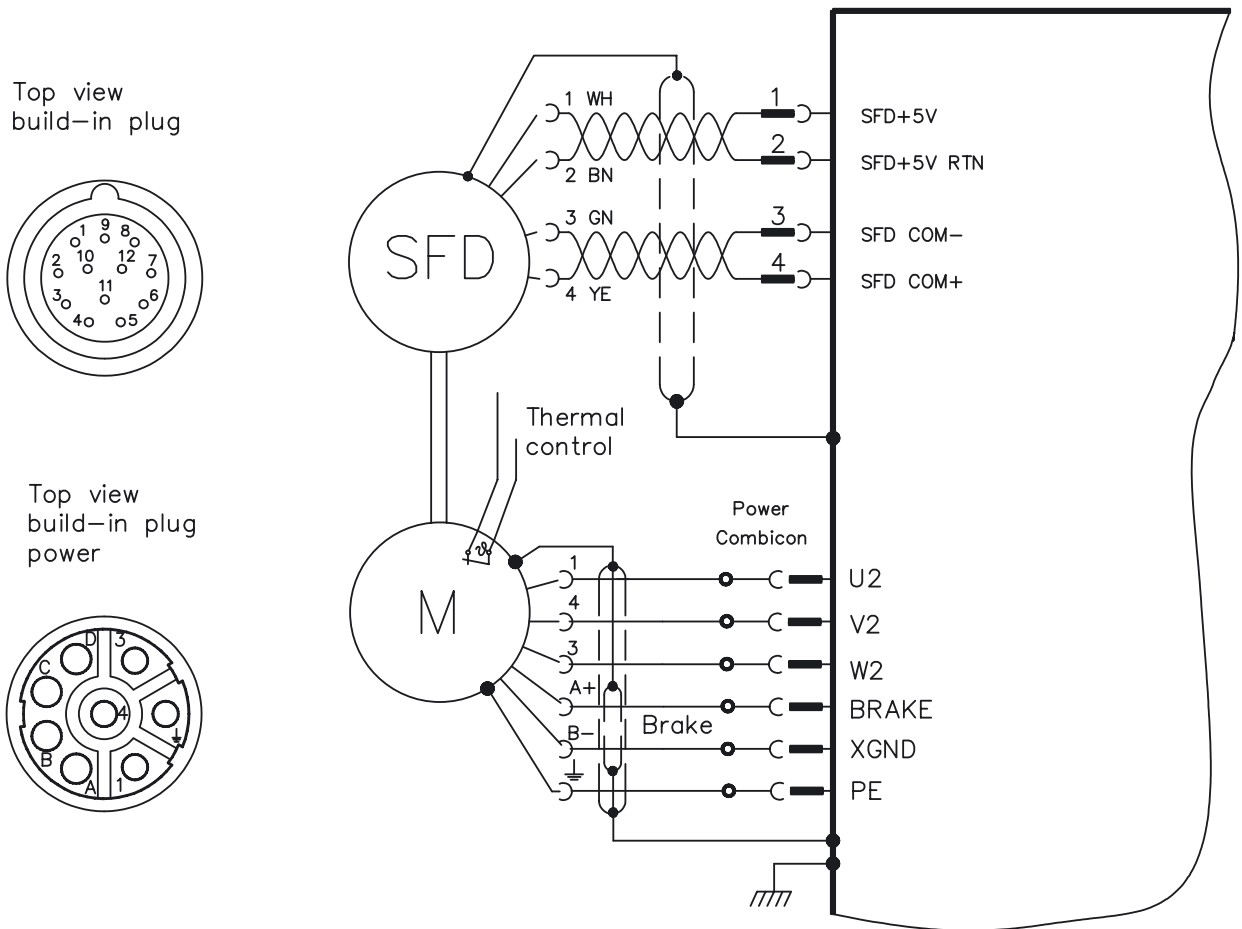 Top view
build-in plug
1
9
8
2
10
12
7
3
11
6
4
5
SFD
1 WH
2 BN
3 GN
4 YE
1
2
3
4
SFD+5V
SFD+5V RTN
SFD COM-
SFD COM+
Thermal
control
Top view
build-in plug
power
D
3
C
4
B
A
1
M
ϑ
1
4
3
A+
B-
Brake
Power
Combicon
U2
V2
W2
BRAKE
XGND
PE